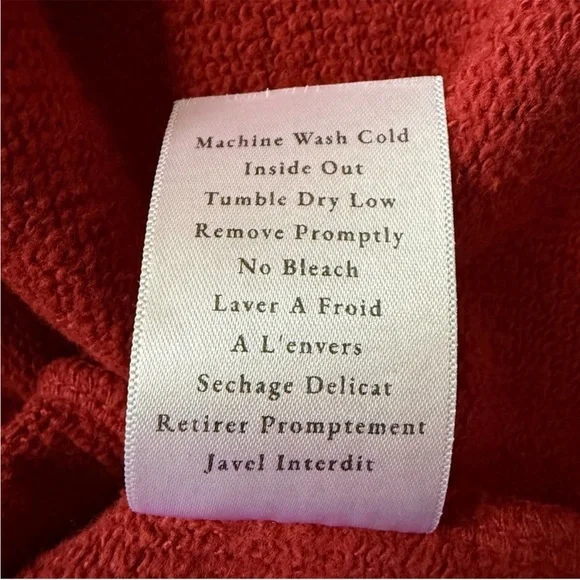 Machine Wash Cold
Inside Out
Tumble Dry Low
Remove Promptly
No Bleach
Laver A Froid
A L'envers
Sechage Delicat
Retirer Promptement
Javel Interdit